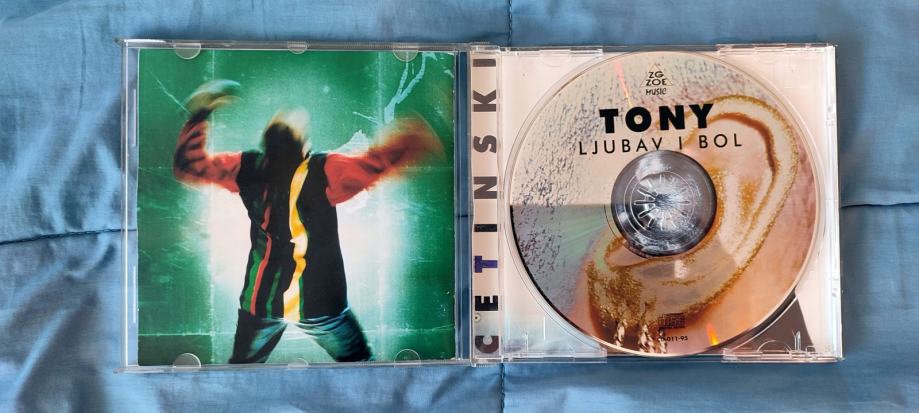 CETINSKI
ZG
ZOE
MUSIC
TONY
LJUBAV I BOL